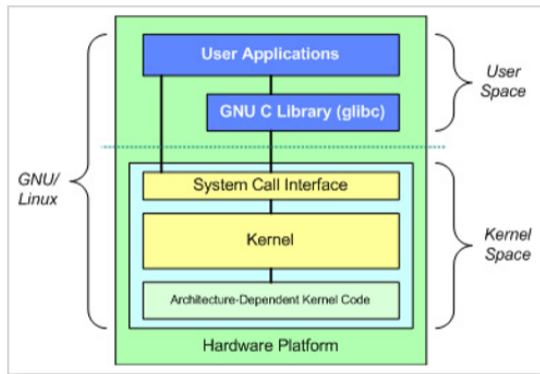 User Applications
GNU C Library (glibc)
User
Space
GNU/
Linux
System Call Interface
Kernel
Architecture-Dependent Kernel Code
Kernel
Space
Hardware Platform